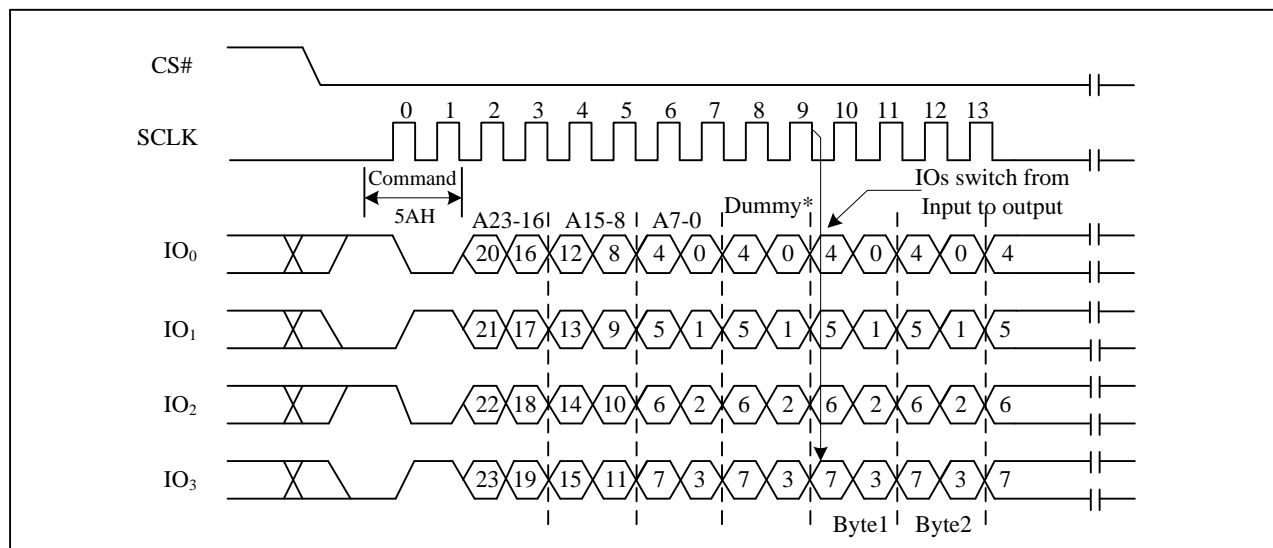 CS#
0 1 2 3 4 5 6 7 8 9 10 11 12 13
SCLK
Command
IOs switch from
Input to output
5AH
Dummy*
A23-16 A15-8 A7-0
IO₀ 20 16 12 8 4 0 4 0 4 0 4 0 4
IO₁ 21 17 13 9 5 1 5 1 5 1 5 1 5
IO₂ 22 18 14 10 6 2 6 2 6 2 6 2 6
IO₃ 23 19 15 11 7 3 7 3 7 3 7 3 7
Byte1 Byte2